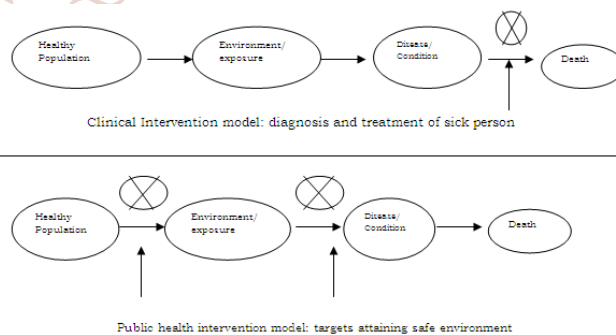 Healthy
Population
Environment/
exposure
Disease/
Condition
Death
Clinical Intervention model: diagnosis and treatment of sick person
Healthy
Population
Environment/
exposure
Disease/
Condition
Death
Public health intervention model: targets attaining safe environment